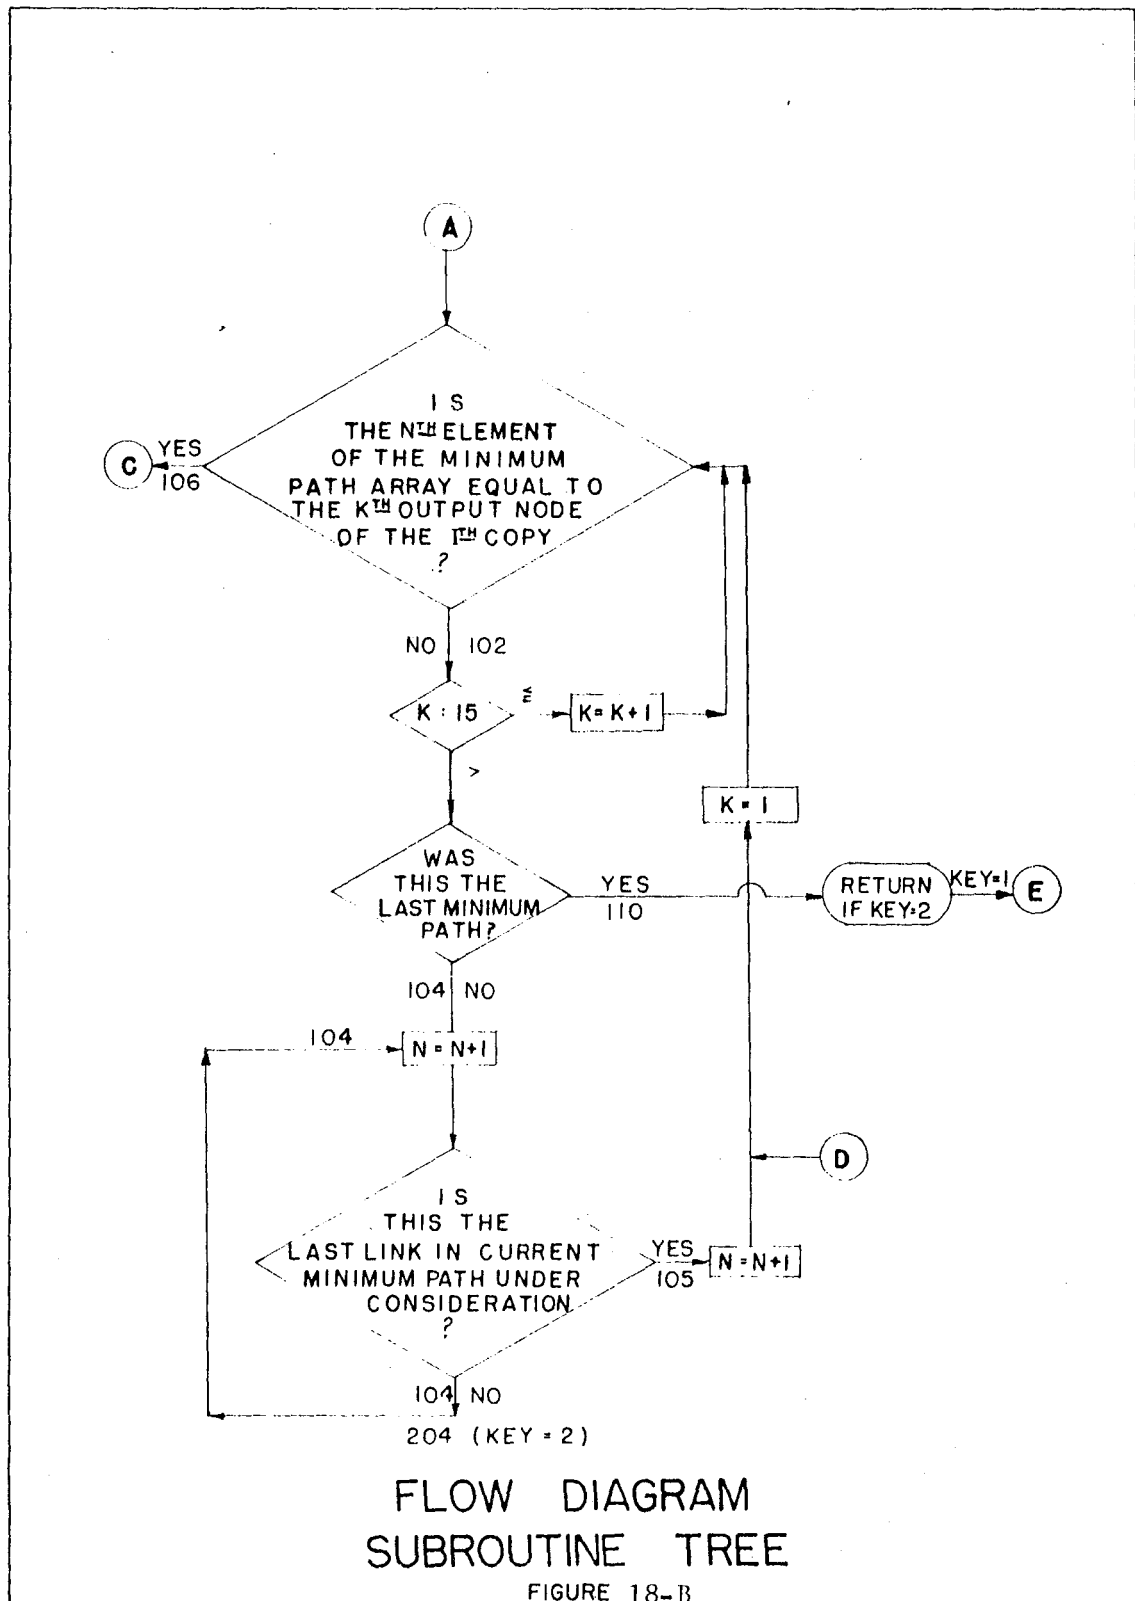 A
IS
THE NTH ELEMENT
OF THE MINIMUM
PATH ARRAY EQUAL TO
THE KTH OUTPUT NODE
OF THE ITH COPY
?
C
YES
106
NO 102
K : 15
≤
K = K + 1
>
K = 1
WAS
THIS THE
LAST MINIMUM
PATH?
YES
110
RETURN
IF KEY=2
KEY=1
E
104 NO
104
N = N+1
D
IS
THIS THE
LAST LINK IN CURRENT
MINIMUM PATH UNDER
CONSIDERATION
?
YES
105
N = N+1
104 NO
204 (KEY = 2)
FLOW DIAGRAM
SUBROUTINE TREE
FIGURE 18-B